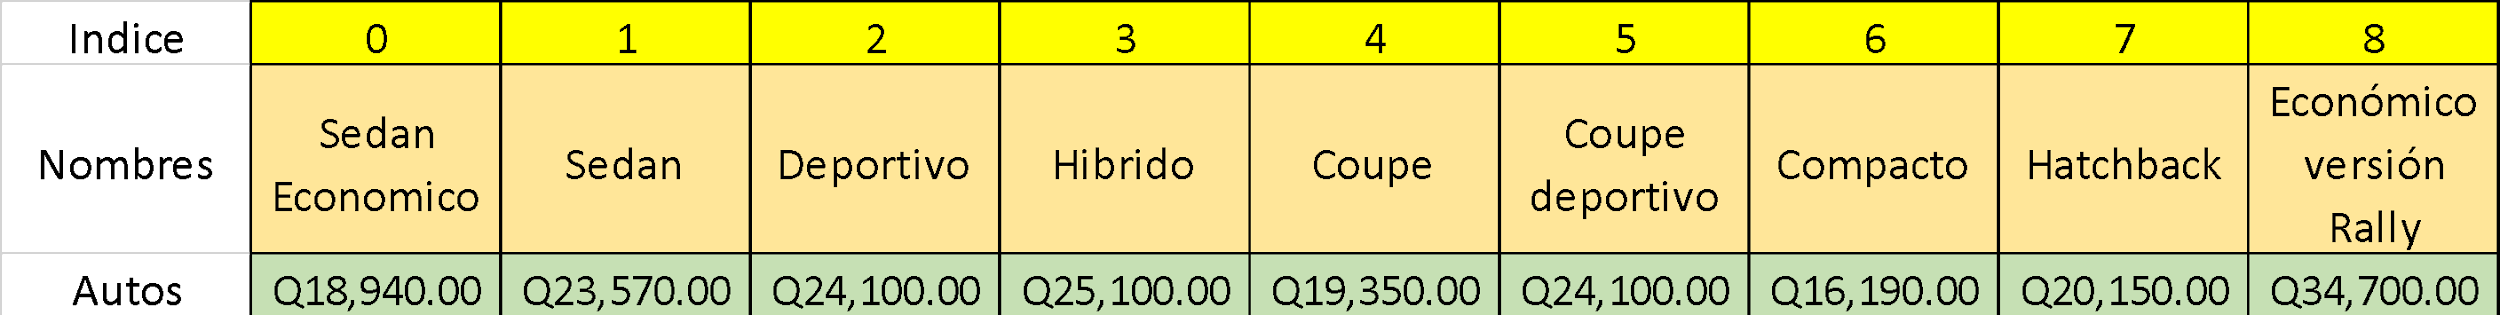 Indice 0 1 2 3 4 5 6 7 8
Nombres Sedan Economico Sedan Deportivo Hibrido Coupe Coupe deportivo Compacto Hatchback Económico versión Rally
Autos Q18,940.00 Q23,570.00 Q24,100.00 Q25,100.00 Q19,350.00 Q24,100.00 Q16,190.00 Q20,150.00 Q34,700.00